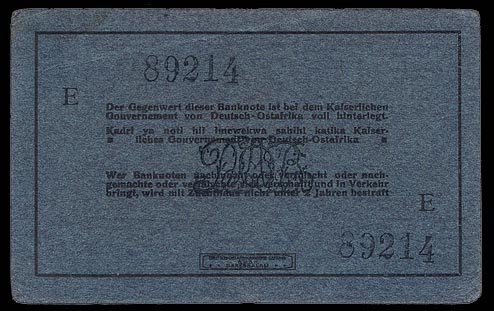 89214
E
Der Gegenwert dieser Banknote ist bei dem Kaiserlichen
Gouvernement von Deutsch-Ostafrika voll hinterlegt.
Kadri ya noti hii imewekwa sahihi katika Kaiser-
liches Gouvernement von Deutsch-Ostafrika
Wer Banknoten nachmacht oder verfälscht oder nach-
gemachte oder verfälschte sich verschafft und in Verkehr
bringt, wird mit Zuchthaus nicht unter 2 Jahren bestraft
E
89214